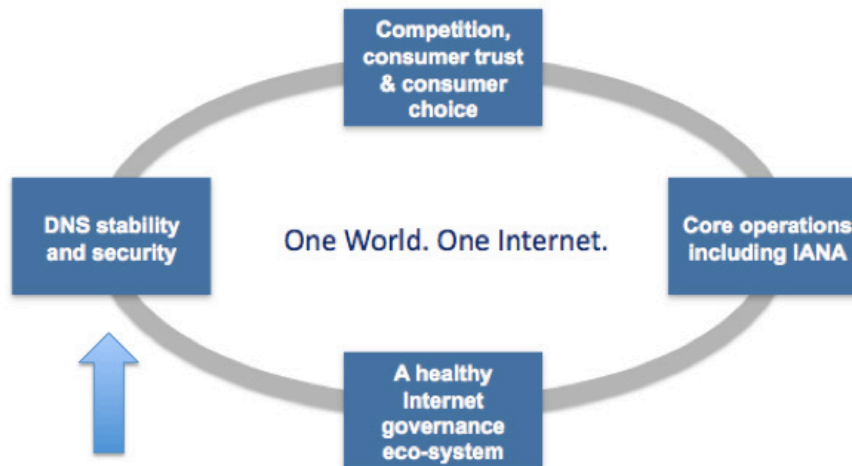 Competition,
consumer trust
& consumer
choice
DNS stability
and security
One World. One Internet.
Core operations
including IANA
A healthy
Internet
governance
eco-system